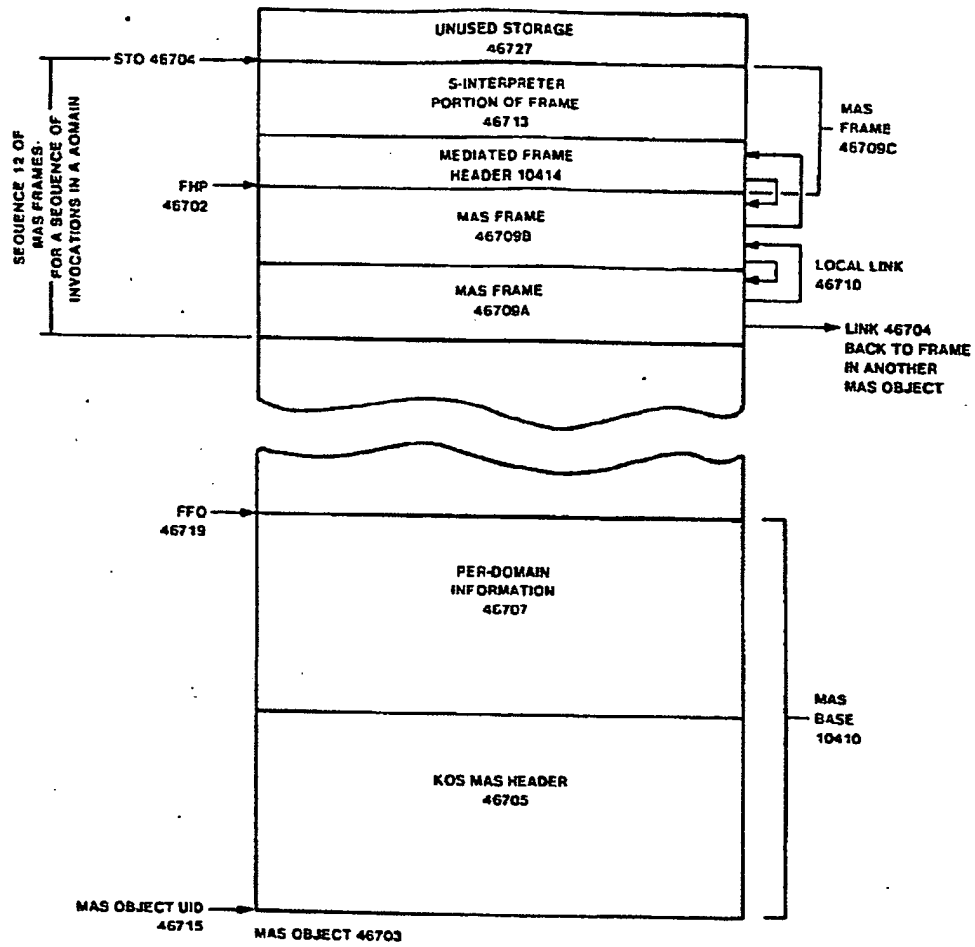 UNUSED STORAGE
46727
STO 46704
S-INTERPRETER
PORTION OF FRAME
46713
MAS
FRAME
46709C
MEDIATED FRAME
HEADER 10414
FHP
46702
SEQUENCE 12 OF
MAS FRAMES-
FOR A SEQUENCE OF
INVOCATIONS IN A AOMAIN
MAS FRAME
46709B
LOCAL LINK
46710
MAS FRAME
46709A
LINK 46704
BACK TO FRAME
IN ANOTHER
MAS OBJECT
FFO
46719
PER-DOMAIN
INFORMATION
46707
MAS
BASE
10410
KOS MAS HEADER
46705
MAS OBJECT UID
46715
MAS OBJECT 46703